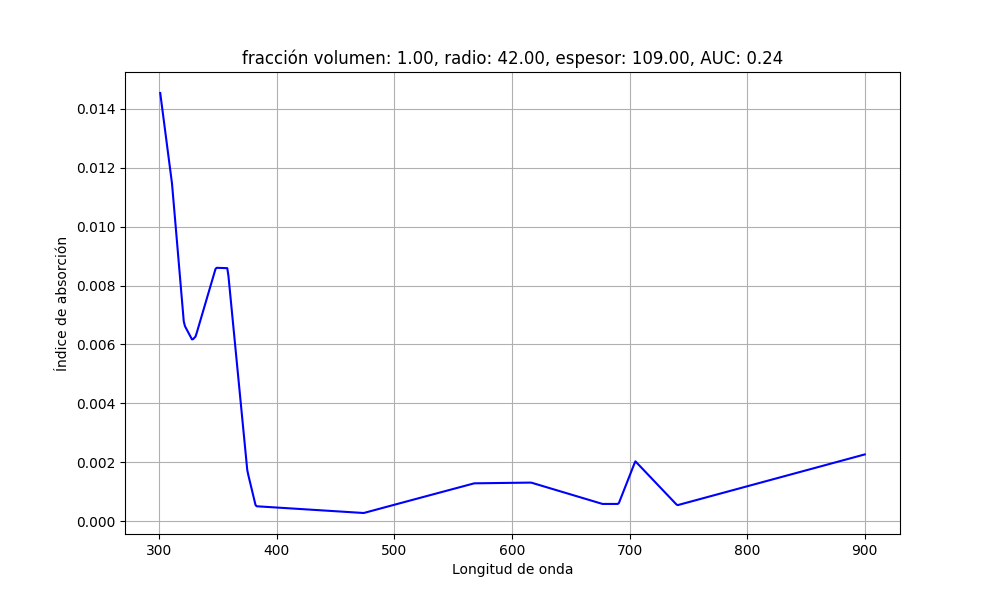 fracción volumen: 1.00, radio: 42.00, espesor: 109.00, AUC: 0.24
0.014
0.012
0.010
0.008
0.006
0.004
0.002
0.000
Índice de absorción
300 400 500 600 700 800 900
Longitud de onda